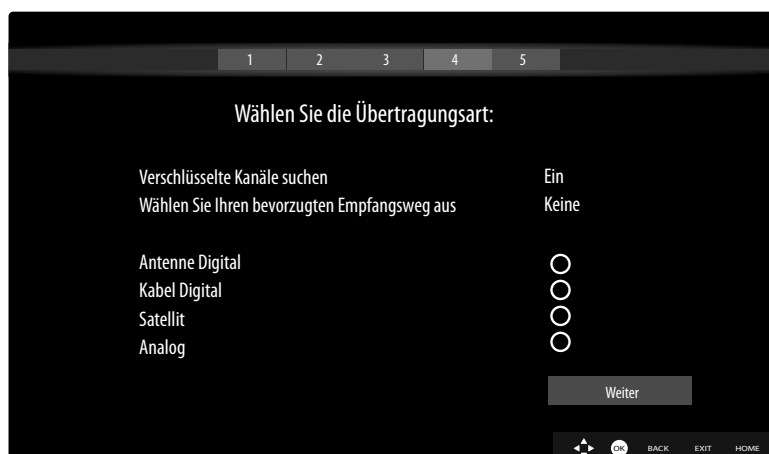 1 2 3 4 5
Wählen Sie die Übertragungsart:
Verschlüsselte Kanäle suchen Ein
Wählen Sie Ihren bevorzugten Empfangsweg aus Keine
Antenne Digital
Kabel Digital
Satellit
Analog
Weiter
OK BACK EXIT HOME